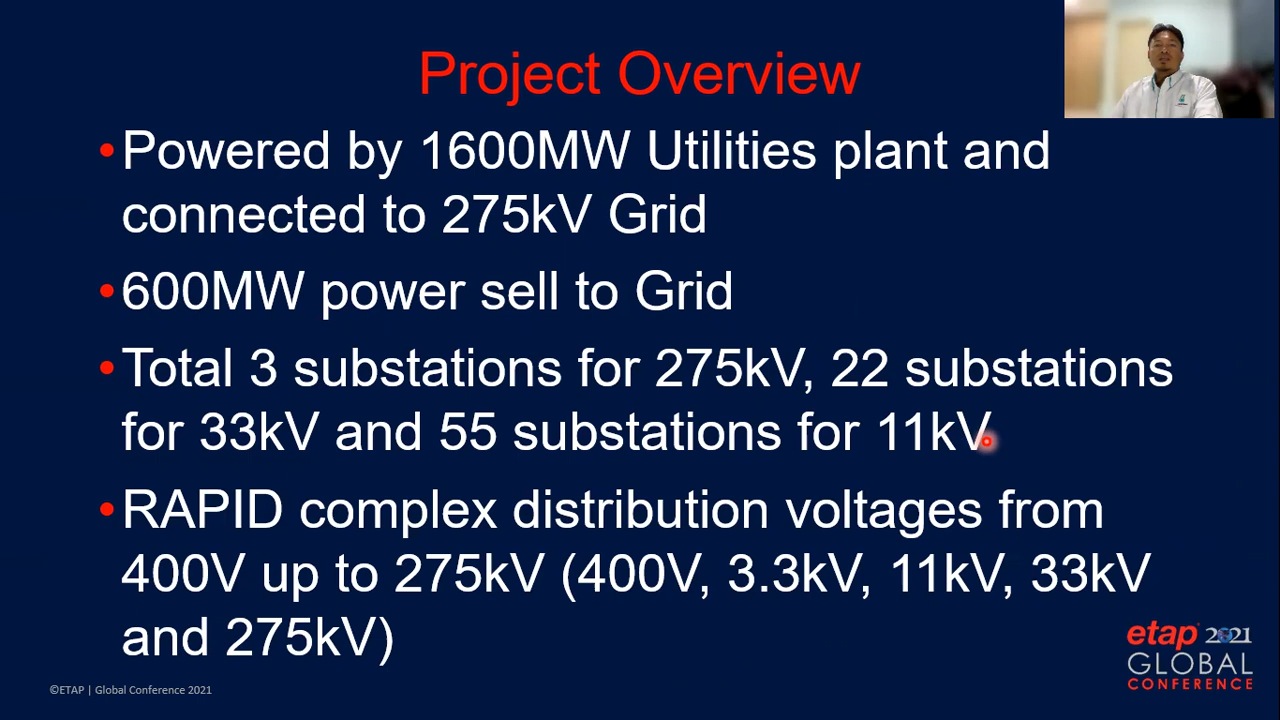 Project Overview
•Powered by 1600MW Utilities plant and
connected to 275kV Grid
•600MW power sell to Grid
•Total 3 substations for 275kV, 22 substations
for 33kV and 55 substations for 11kV
•RAPID complex distribution voltages from
400V up to 275kV (400V, 3.3kV, 11kV, 33kV
and 275kV)
etap® 2021
GLOBAL
CONFERENCE
©ETAP | Global Conference 2021